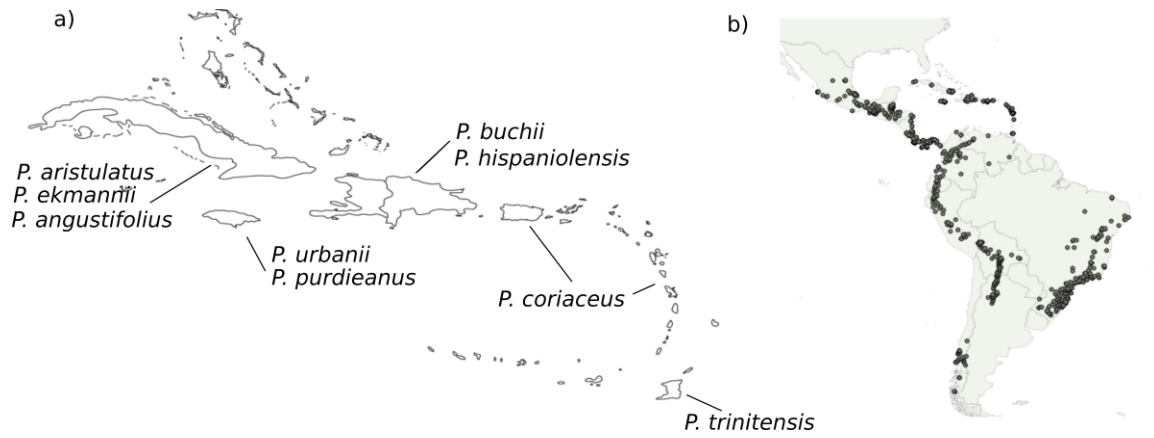 a)
b)
P. buchii
P. hispaniolensis
P. aristulatus
P. ekmannii
P. angustifolius
P. urbanii
P. purdieanus
P. coriaceus
P. trinitensis